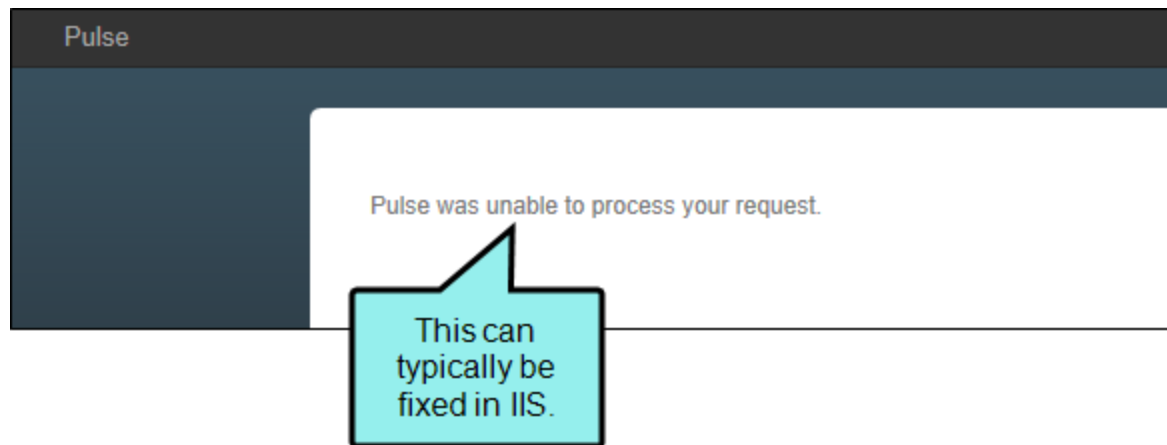 Pulse
Pulse was unable to process your request.
This can
typically be
fixed in IIS.